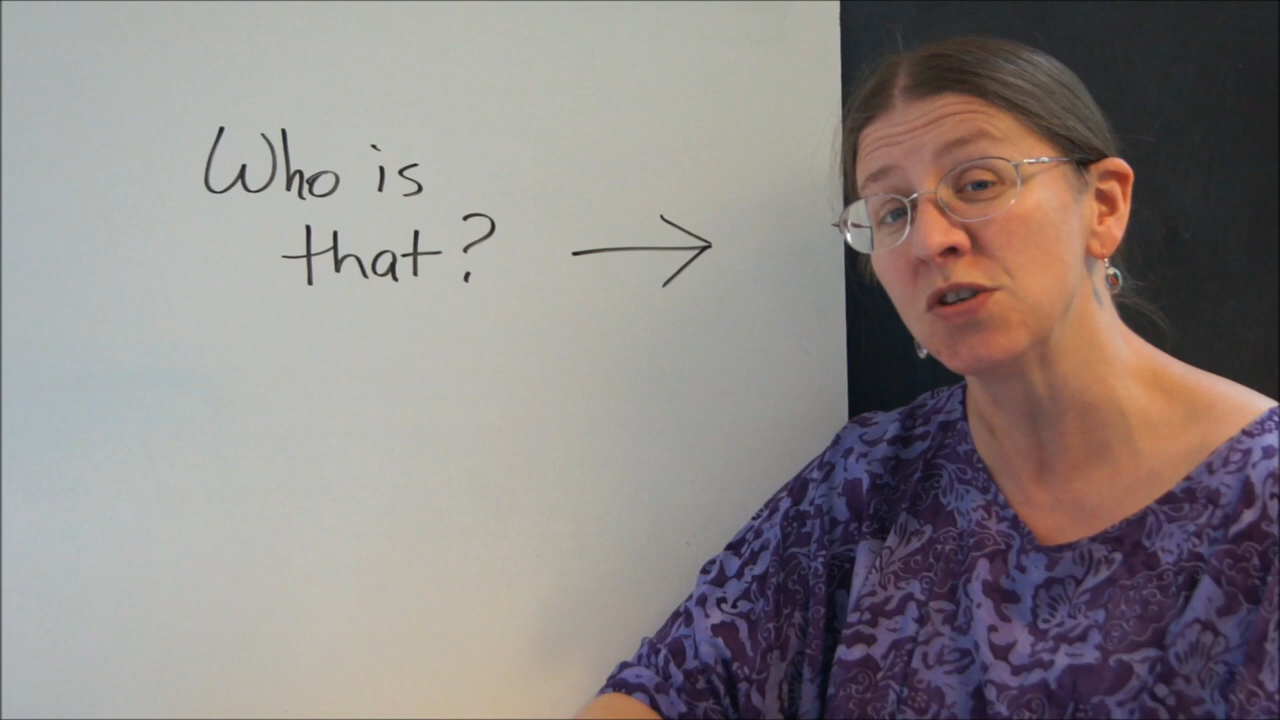 Who is
that? →